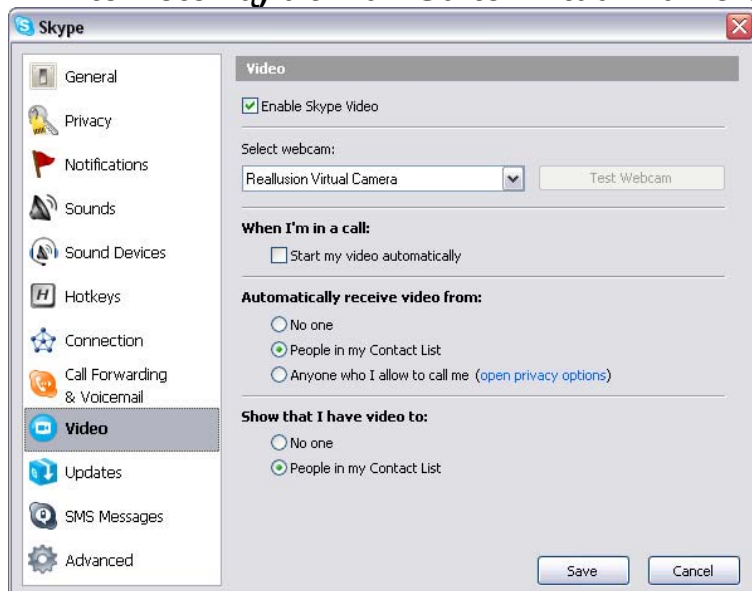 Skype
General
Privacy
Notifications
Sounds
Sound Devices
H Hotkeys
Connection
Call Forwarding
& Voicemail
Video
Updates
SMS Messages
Advanced
Video
Enable Skype Video
Select webcam:
Reallusion Virtual Camera Test Webcam
When I'm in a call:
Start my video automatically
Automatically receive video from:
No one
People in my Contact List
Anyone who I allow to call me (open privacy options)
Show that I have video to:
No one
People in my Contact List
Save Cancel